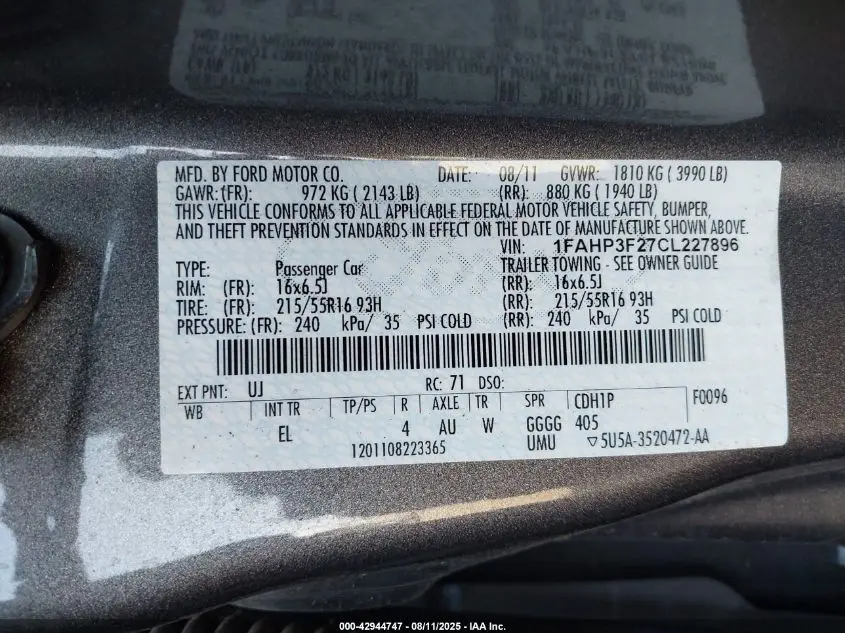 MFD. BY FORD MOTOR CO. DATE: 08/11 GVWR: 1810 KG ( 3990 LB)
GAWR:(FR): 972 KG ( 2143 LB) (RR): 880 KG ( 1940 LB)
THIS VEHICLE CONFORMS TO ALL APPLICABLE FEDERAL MOTOR VEHICLE SAFETY, BUMPER,
AND THEFT PREVENTION STANDARDS IN EFFECT ON THE DATE OF MANUFACTURE SHOWN ABOVE.
VIN: 1FAHP3F27CL227896
TYPE: Passenger Car TRAILER TOWING - SEE OWNER GUIDE
RIM: (FR): 16x6.5J (RR): 16x6.5J
TIRE: (FR): 215/55R16 93H (RR): 215/55R16 93H
PRESSURE: (FR): 240 kPa/ 35 PSI COLD (RR): 240 kPa/ 35 PSI COLD
EXT PNT: UJ RC: 71 DSO:
WB INT TR TP/PS R AXLE TR SPR CDH1P F0096
EL 4 AU W GGGG 405
1201108223365 UMU ▽5U5A-3520472-AA
000-42944747 - 08/11/2025 - IAA Inc.